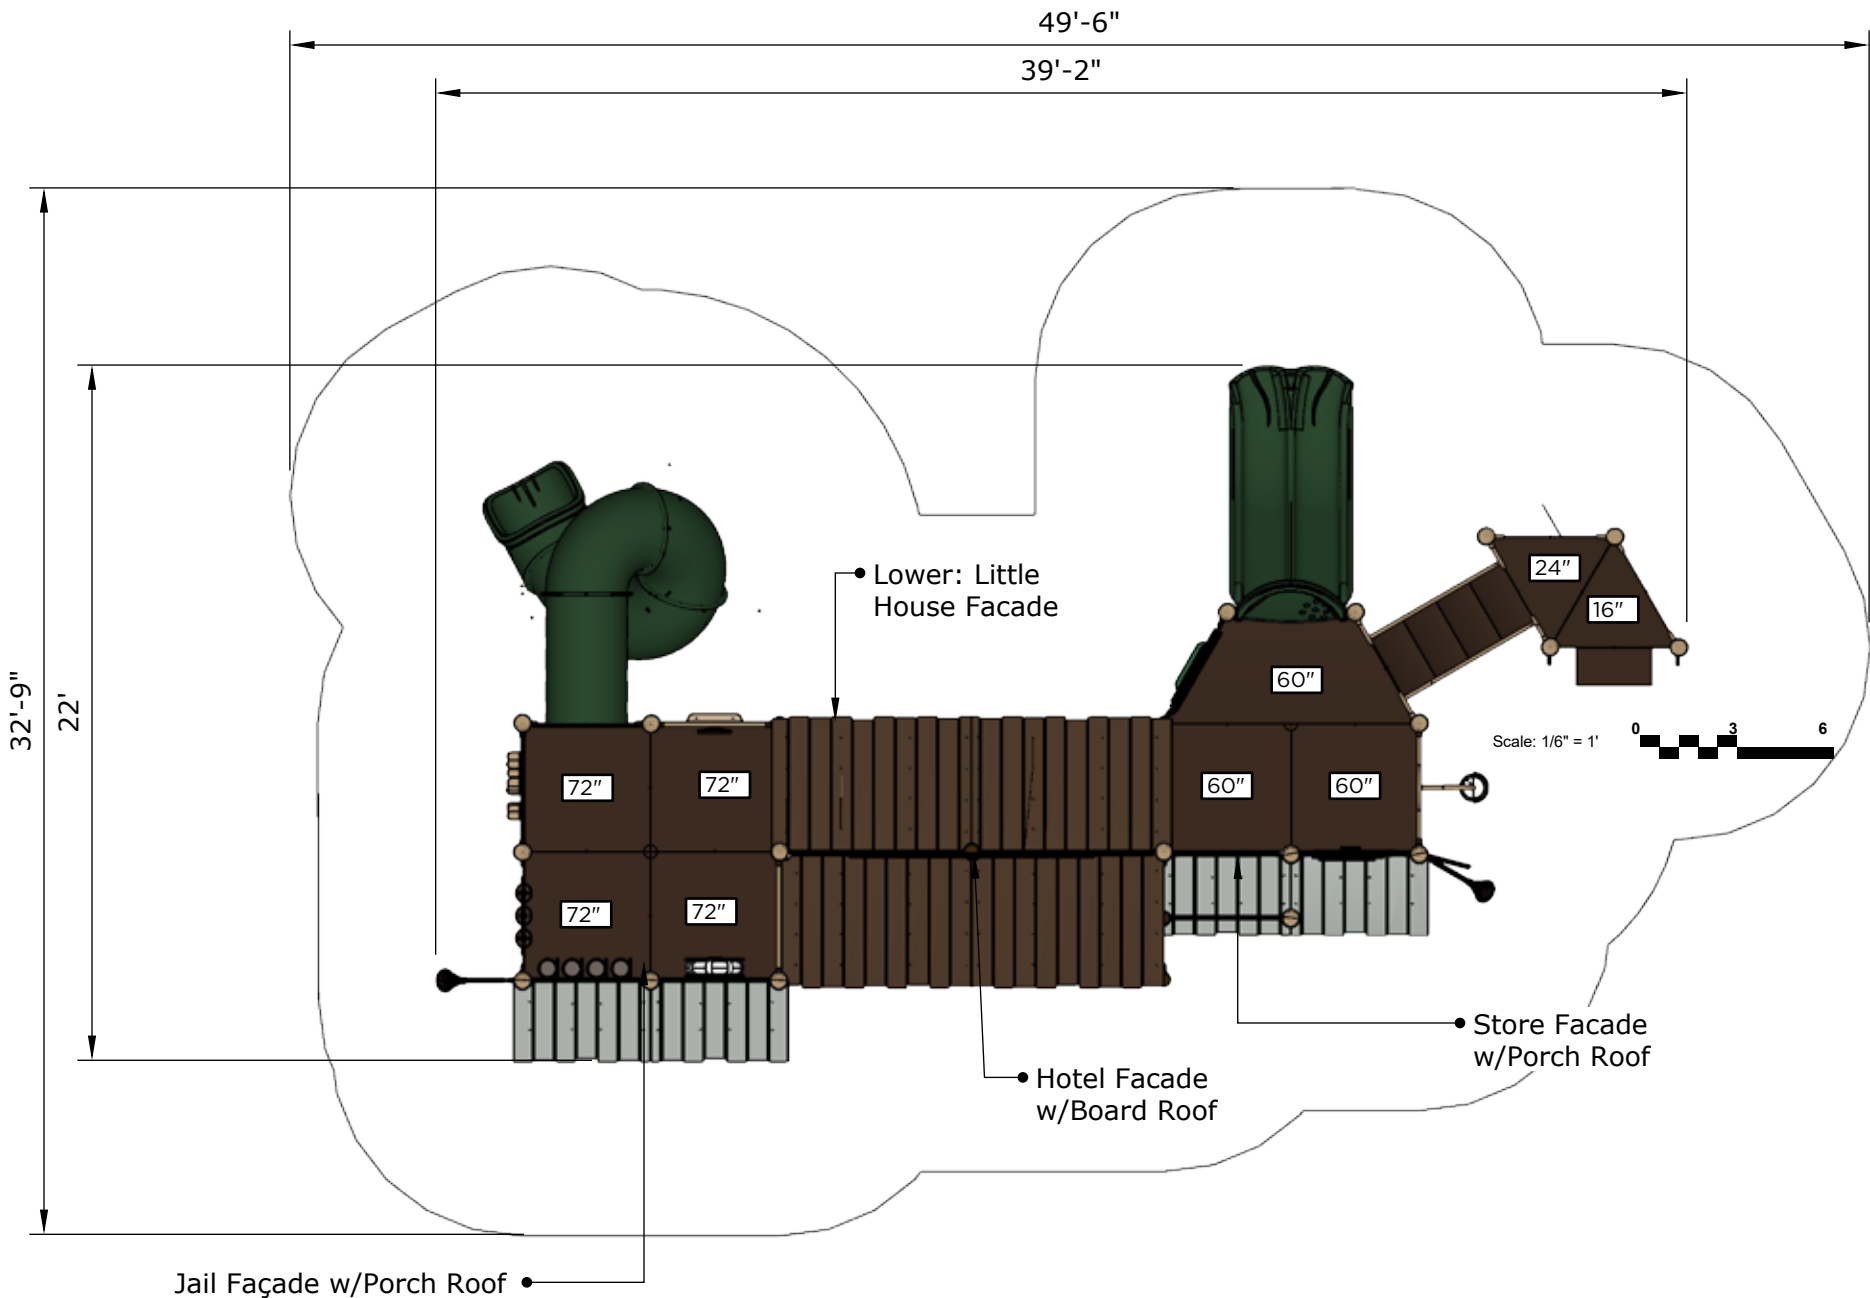 49'-6"
39'-2"
32'-9"
22'
Lower: Little
House Facade
24"
16"
60"
Scale: 1/6" = 1'
0 3 6
72"
72"
60"
60"
72"
72"
Store Facade
w/Porch Roof
Hotel Facade
w/Board Roof
Jail Façade w/Porch Roof